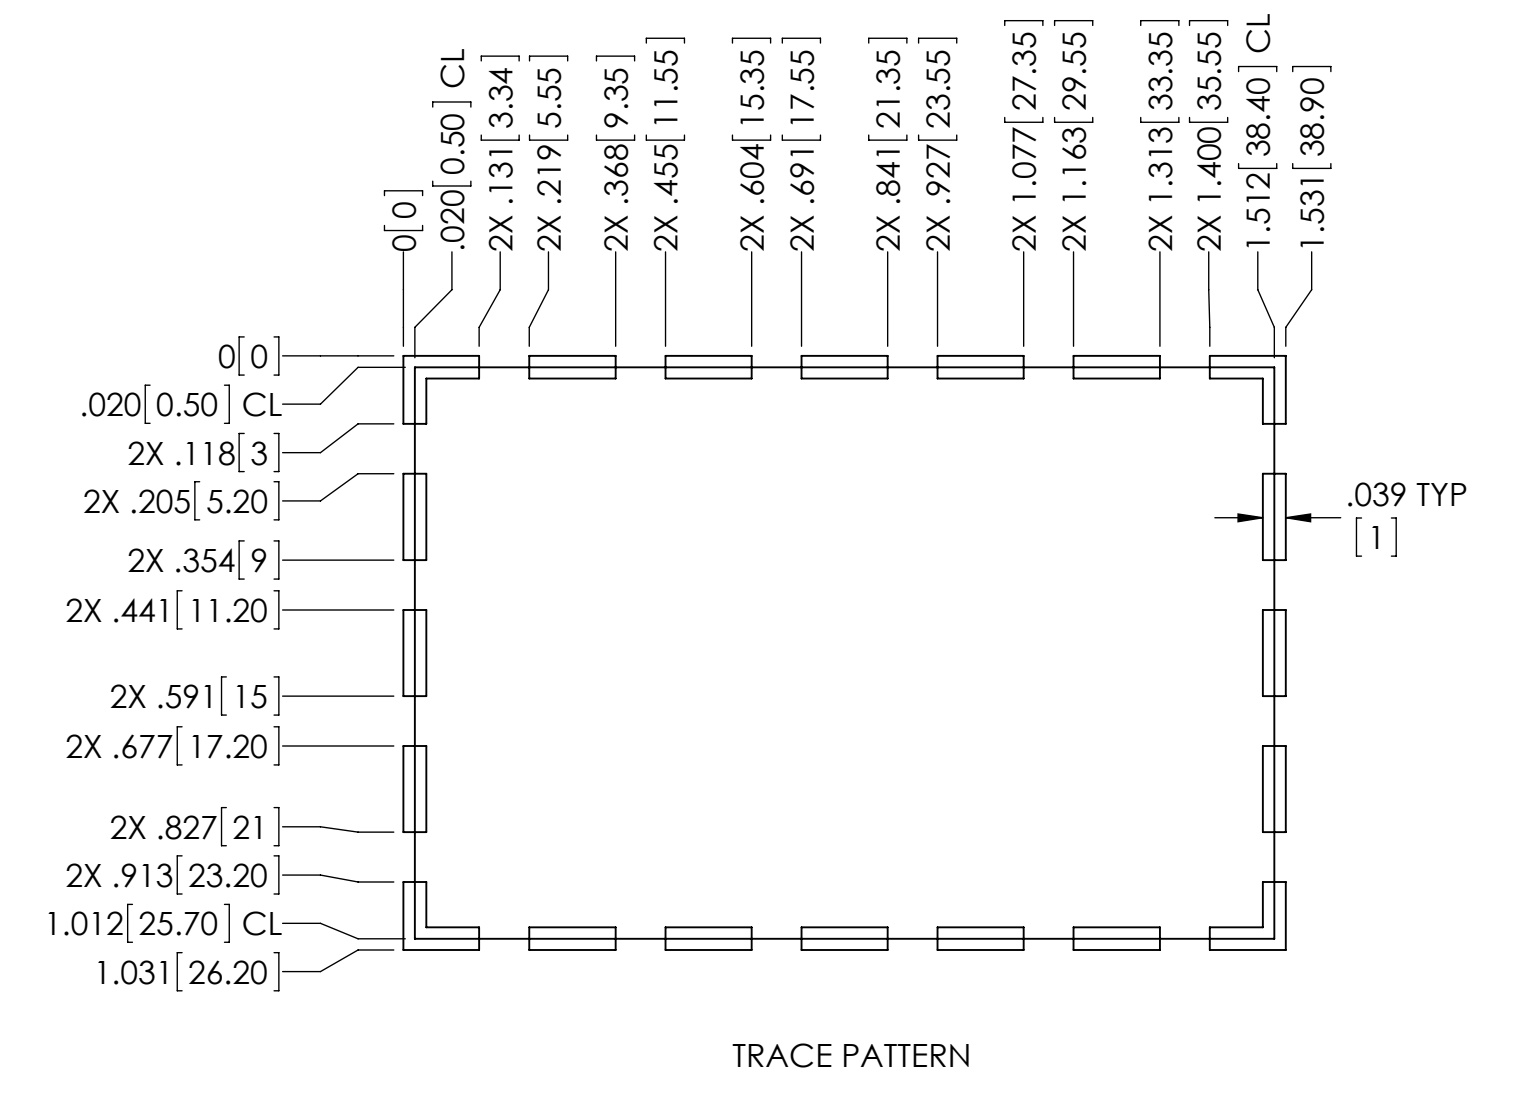 0[0]
.020[0.50] CL
2X .131[3.34]
2X .219[5.55]
2X .368[9.35]
2X .455[11.55]
2X .604[15.35]
2X .691[17.55]
2X .841[21.35]
2X .927[23.55]
2X 1.077[27.35]
2X 1.163[29.55]
2X 1.313[33.35]
2X 1.400[35.55]
1.512[38.40] CL
1.531[38.90]
0[0]
.020[0.50] CL
2X .118[3]
2X .205[5.20]
2X .354[9]
2X .441[11.20]
2X .591[15]
2X .677[17.20]
2X .827[21]
2X .913[23.20]
1.012[25.70] CL
1.031[26.20]
.039 TYP
[1]
TRACE PATTERN